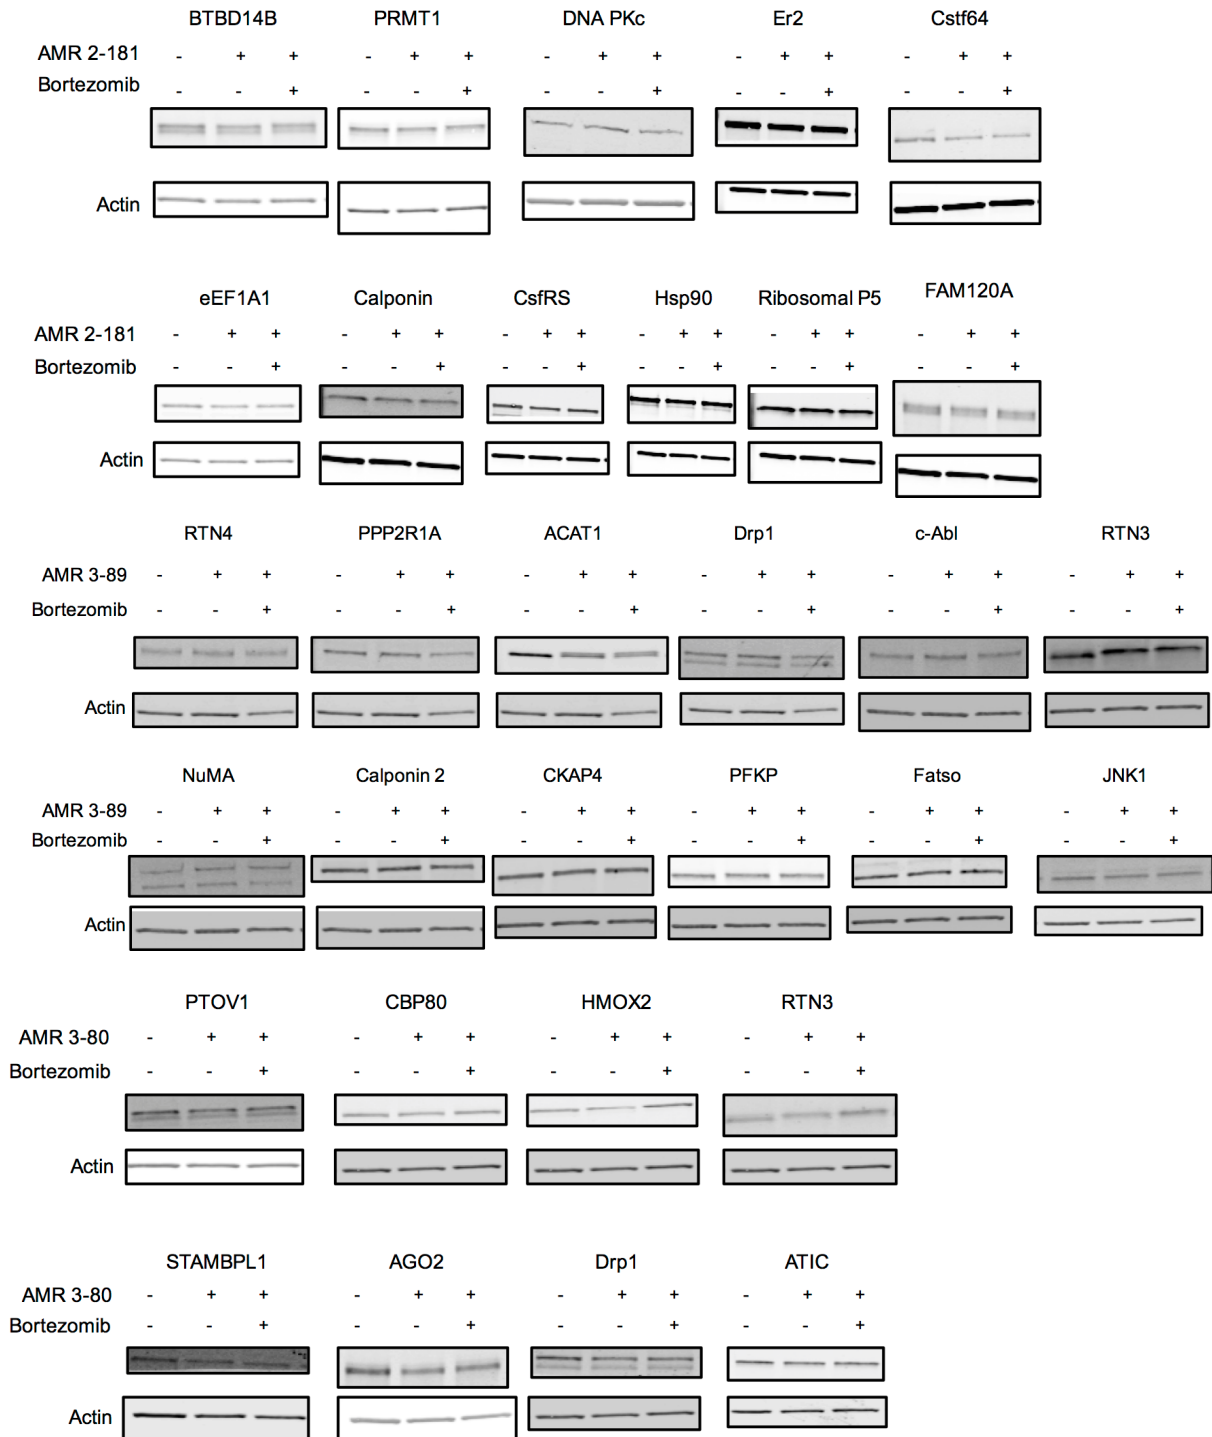 BTBD14B PRMT1 DNA PKc Er2 Cstf64
AMR 2-181 - + + - + + - + + - + + - + +
Bortezomib - - + - - + - - + - - + - - +
Actin
eEF1A1 Calponin CsfRS Hsp90 Ribosomal P5 FAM120A
AMR 2-181 - + + - + + - + + - + + - + + - + +
Bortezomib - - + - - + - - + - - + - - + - - +
Actin
RTN4 PPP2R1A ACAT1 Drp1 c-Abl RTN3
AMR 3-89 - + + - + + - + + - + + - + + - + +
Bortezomib - - + - - + - - + - - + - - + - - +
Actin
NuMA Calponin 2 CKAP4 PFKP Fatso JNK1
AMR 3-89 - + + - + + - + + - + + - + + - + +
Bortezomib - - + - - + - - + - - + - - + - - +
Actin
PTOV1 CBP80 HMOX2 RTN3
AMR 3-80 - + + - + + - + + - + +
Bortezomib - - + - - + - - + - - +
Actin
STAMBPL1 AGO2 Drp1 ATIC
AMR 3-80 - + + - + + - + + - + +
Bortezomib - - + - - + - - + - - +
Actin